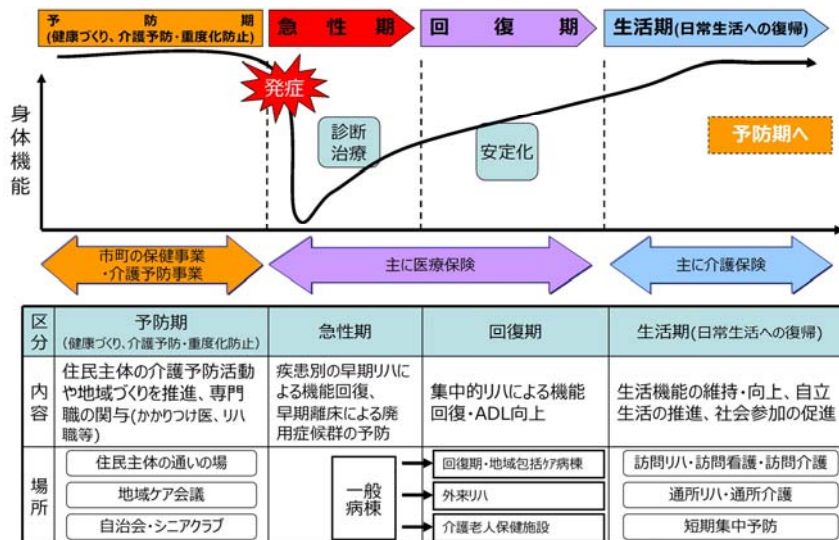 予防期
(健康づくり、介護予防・重度化防止)
急性期
回復期
生活期(日常生活への復帰)
身体機能
発症
診断
治療
安定化
予防期へ
市町の保健事業
・介護予防事業
主に医療保険
主に介護保険
区分
予防期
(健康づくり、介護予防・重度化防止)
急性期
回復期
生活期(日常生活への復帰)
内容
住民主体の介護予防活動
や地域づくりを推進、専門
職の関与(かかりつけ医、リハ
職等)
疾患別の早期リハに
よる機能回復、
早期離床による廃
用症候群の予防
集中的リハによる機能
回復・ADL向上
生活機能の維持・向上、自立
生活の推進、社会参加の促進
場所
住民主体の通いの場
地域ケア会議
自治会・シニアクラブ
一般
病棟
回復期・地域包括ケア病棟
外来リハ
介護老人保健施設
訪問リハ・訪問看護・訪問介護
通所リハ・通所介護
短期集中予防